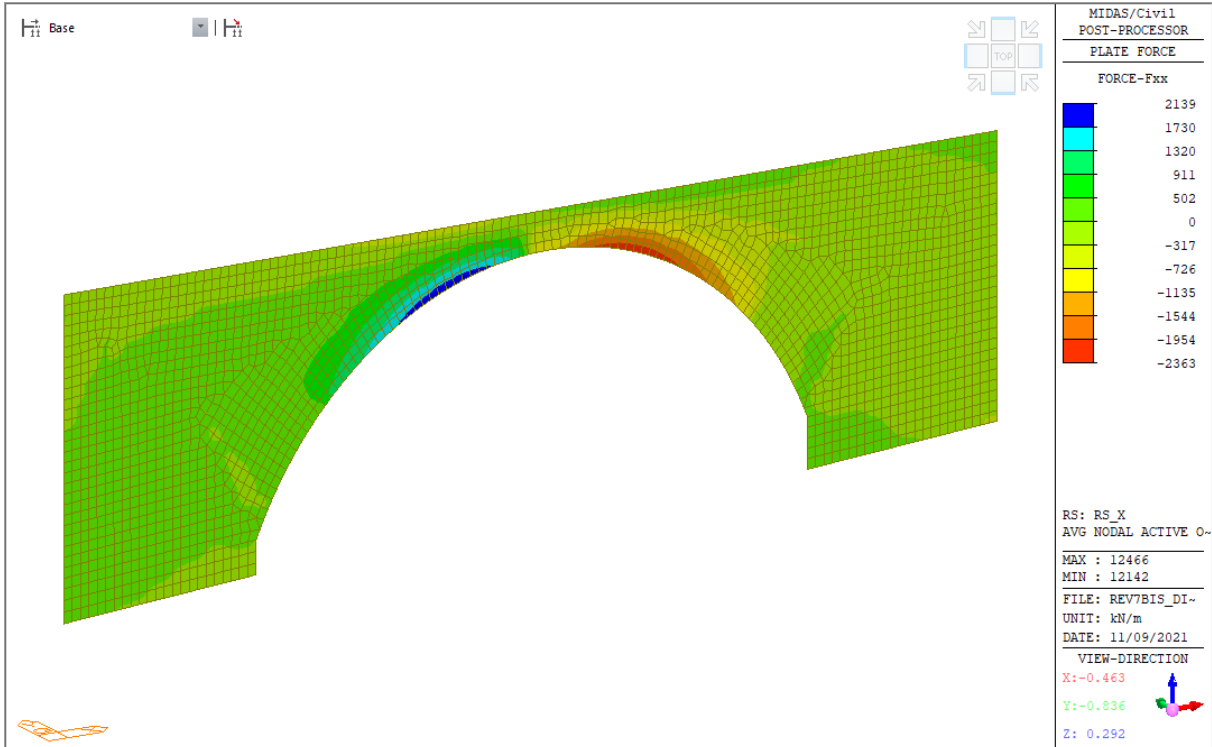 Base
TOP
MIDAS/Civil
POST-PROCESSOR
PLATE FORCE
FORCE-Fxx
2139
1730
1320
911
502
0
-317
-726
-1135
-1544
-1954
-2363
RS: RS_X
AVG NODAL ACTIVE O~
MAX : 12466
MIN : 12142
FILE: REV7BIS_DI~
UNIT: kN/m
DATE: 11/09/2021
VIEW-DIRECTION
X:-0.463
Y:-0.836
Z: 0.292